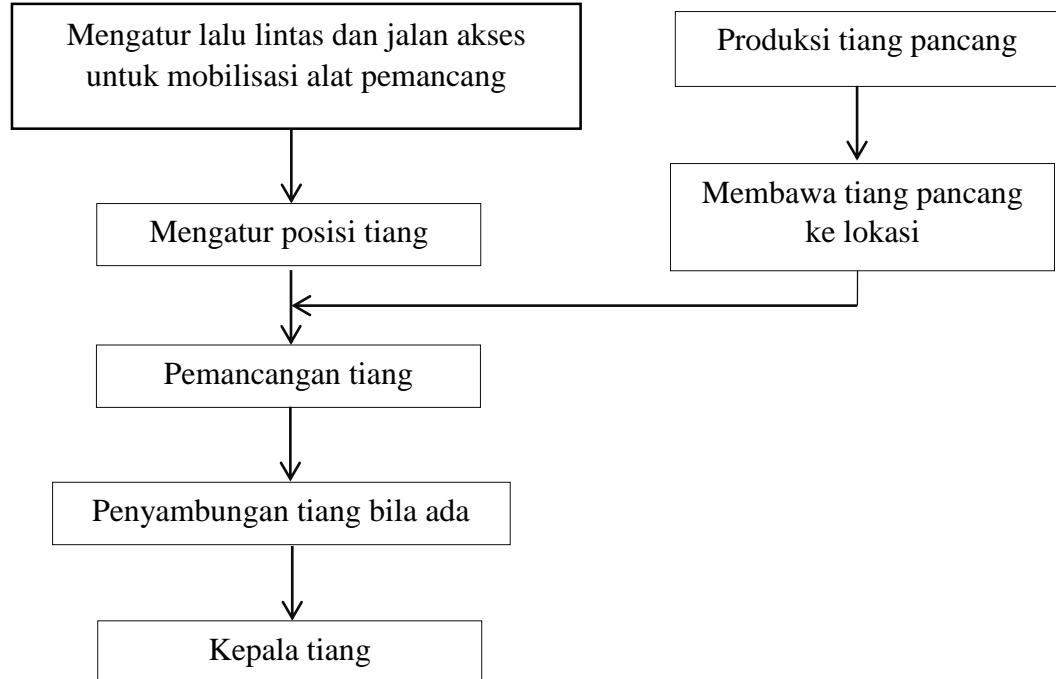 Mengatur lalu lintas dan jalan akses
untuk mobilisasi alat pemancang
Produksi tiang pancang
Membawa tiang pancang
ke lokasi
Mengatur posisi tiang
Pemancangan tiang
Penyambungan tiang bila ada
Kepala tiang